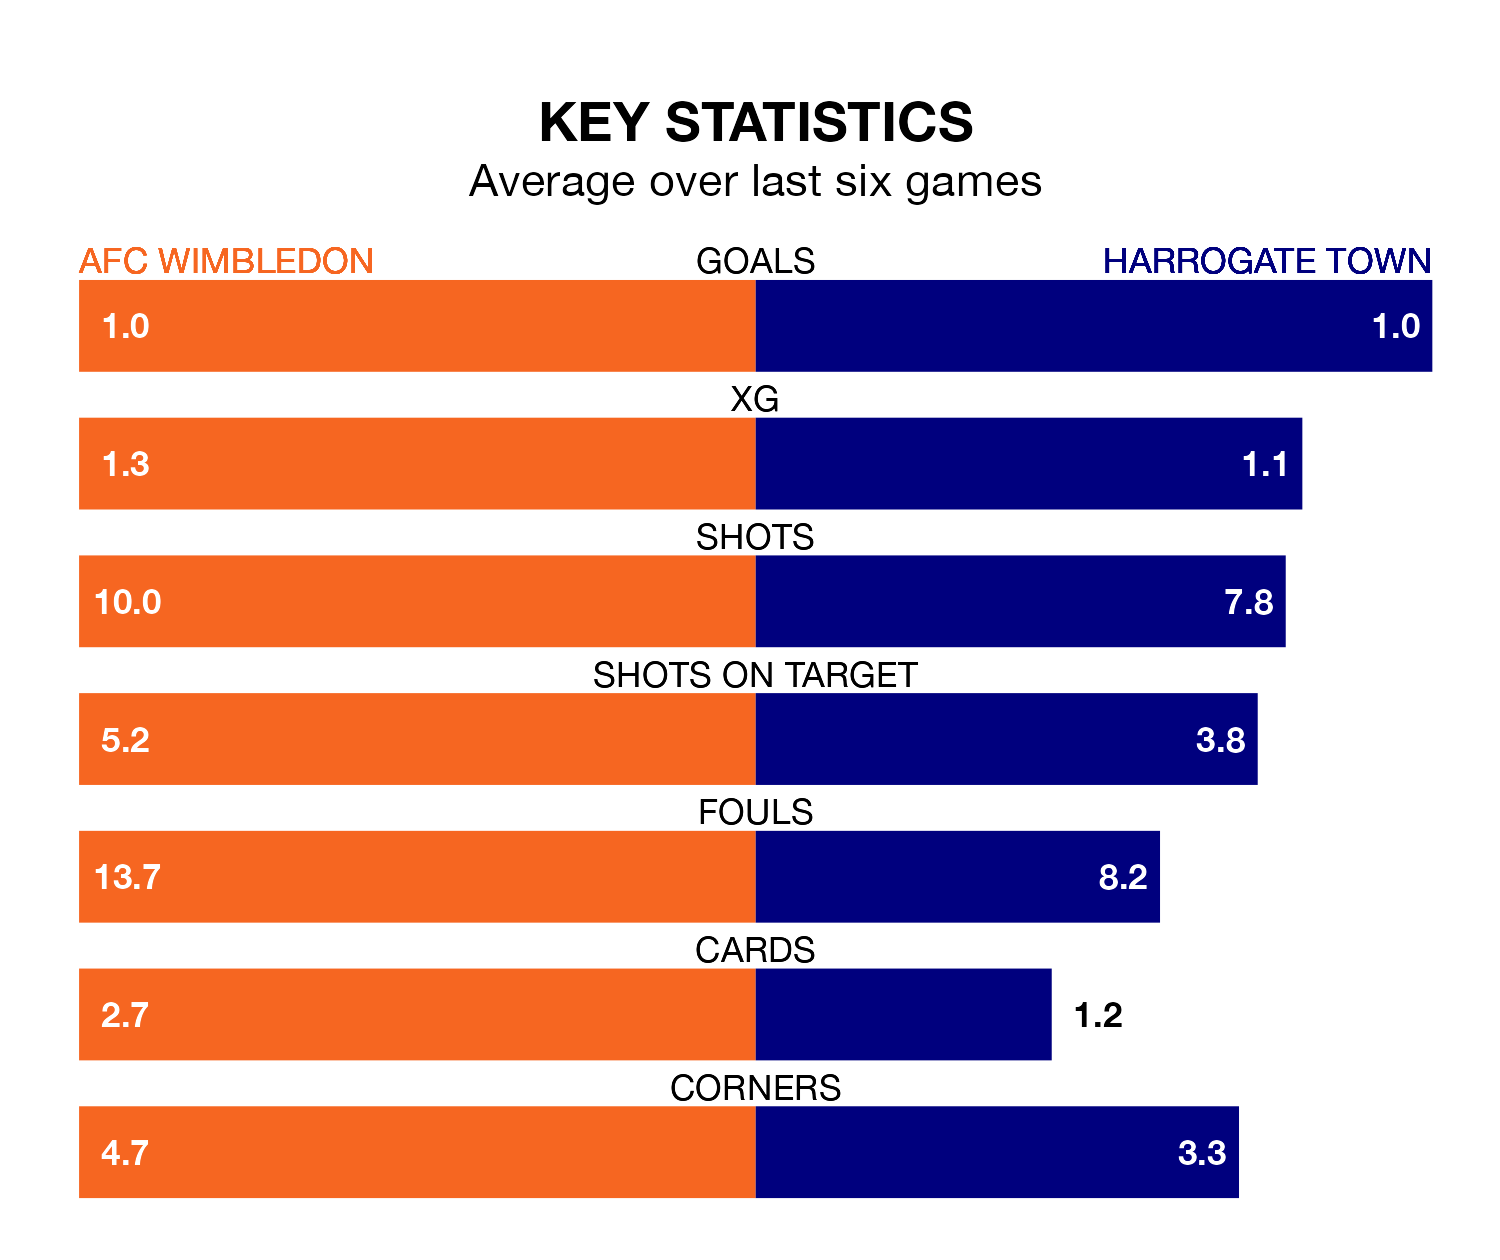 KEY STATISTICS
Average over last six games
AFC WIMBLEDON GOALS HARROGATE TOWN
1.0 1.0
XG
1.3 1.1
SHOTS
10.0 7.8
SHOTS ON TARGET
5.2 3.8
FOULS
13.7 8.2
CARDS
2.7 1.2
CORNERS
4.7 3.3